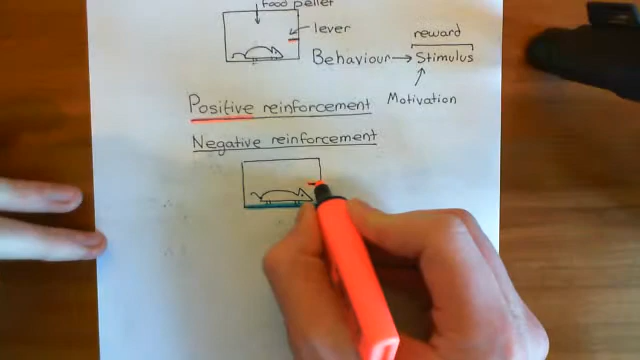 food pellet
lever
reward
Behaviour → Stimulus
Motivation
Positive reinforcement
Negative reinforcement